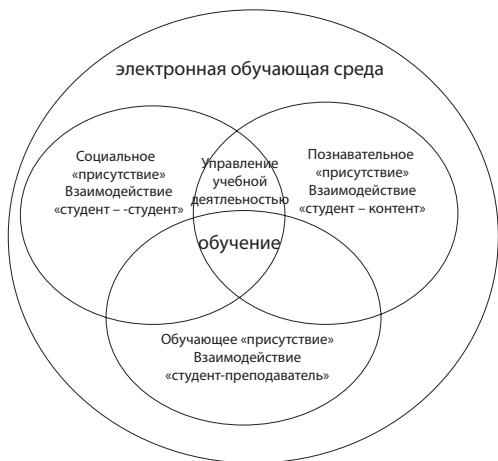 электронная обучающая среда
Социальное
«присутствие»
Взаимодействие
«студент – -студент»
Управление
учебной
деятлеьностью
Познавательное
«присутствие»
Взаимодействие
«студент – контент»
обучение
Обучающее «присутствие»
Взаимодействие
«студент-преподаватель»